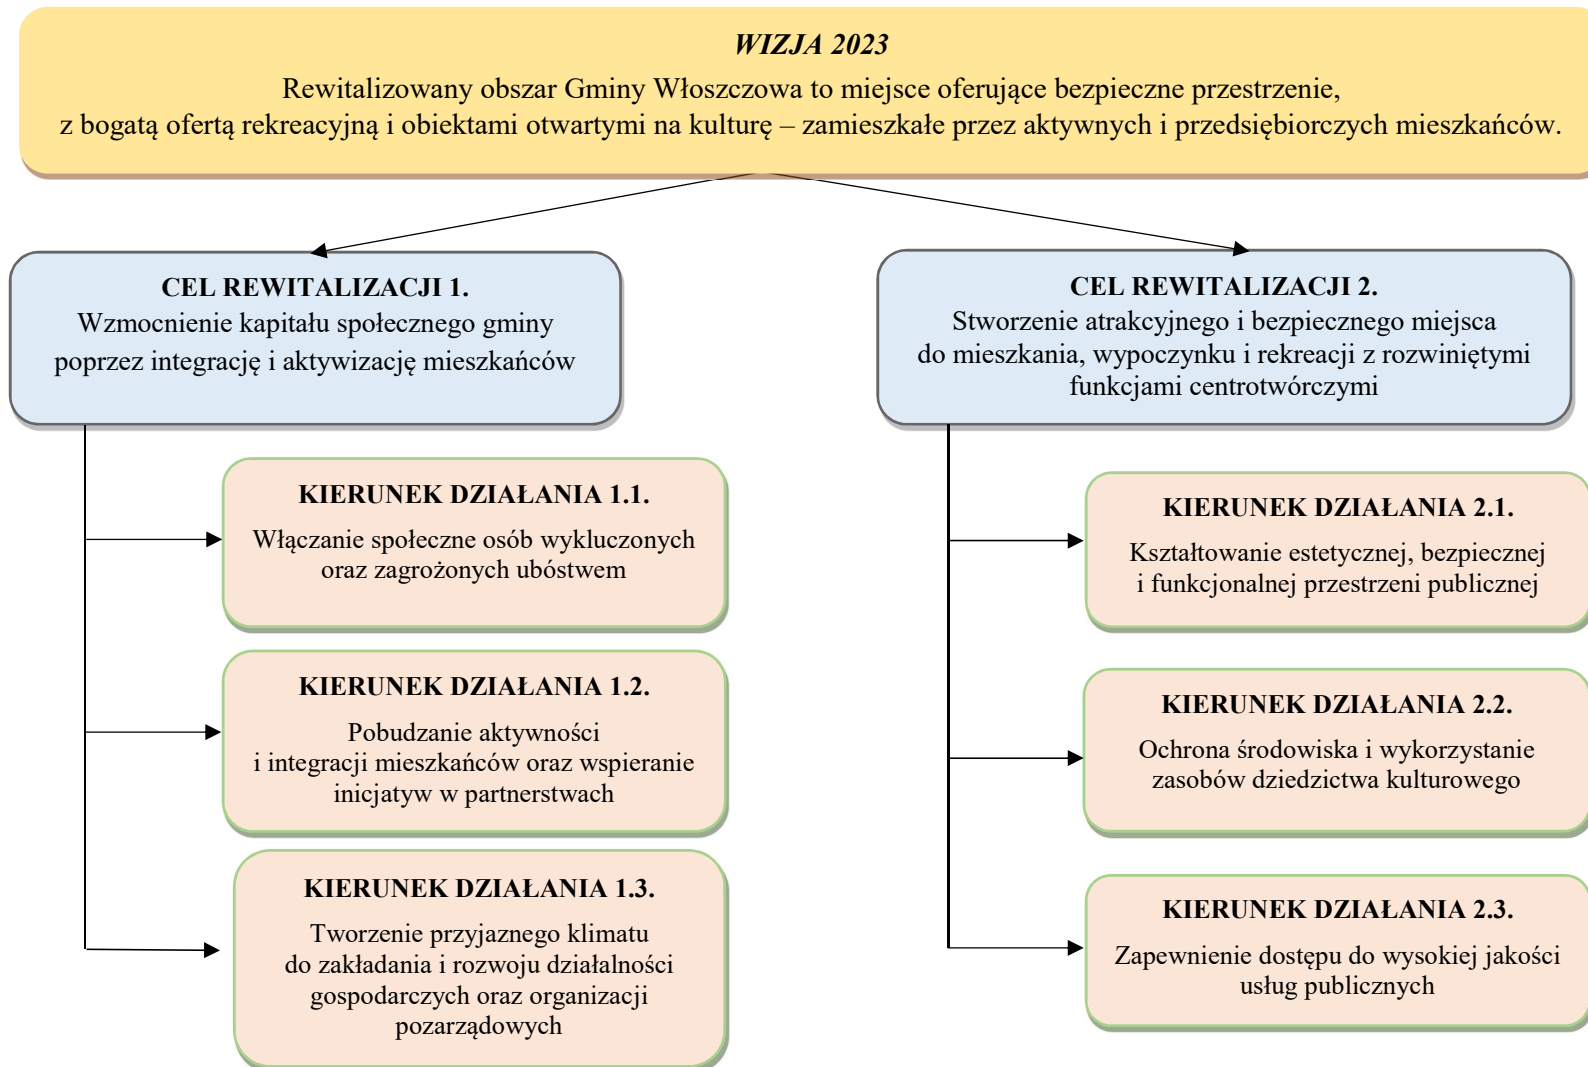 WIZJA 2023
Rewitalizowany obszar Gminy Włoszczowa to miejsce oferujące bezpieczne przestrzenie,
z bogatą ofertą rekreacyjną i obiektami otwartymi na kulturę – zamieszkałe przez aktywnych i przedsiębiorczych mieszkańców.
CEL REWITALIZACJI 1.
Wzmocnienie kapitału społecznego gminy
poprzez integrację i aktywizację mieszkańców
KIERUNEK DZIAŁANIA 1.1.
Włączanie społeczne osób wykluczonych
oraz zagrożonych ubóstwem
KIERUNEK DZIAŁANIA 1.2.
Pobudzanie aktywności
i integracji mieszkańców oraz wspieranie
inicjatyw w partnerstwach
KIERUNEK DZIAŁANIA 1.3.
Tworzenie przyjaznego klimatu
do zakładania i rozwoju działalności
gospodarczych oraz organizacji
pozarządowych
CEL REWITALIZACJI 2.
Stworzenie atrakcyjnego i bezpiecznego miejsca
do mieszkania, wypoczynku i rekreacji z rozwiniętymi
funkcjami centrotwórczymi
KIERUNEK DZIAŁANIA 2.1.
Kształtowanie estetycznej, bezpiecznej
i funkcjonalnej przestrzeni publicznej
KIERUNEK DZIAŁANIA 2.2.
Ochrona środowiska i wykorzystanie
zasobów dziedzictwa kulturowego
KIERUNEK DZIAŁANIA 2.3.
Zapewnienie dostępu do wysokiej jakości
usług publicznych